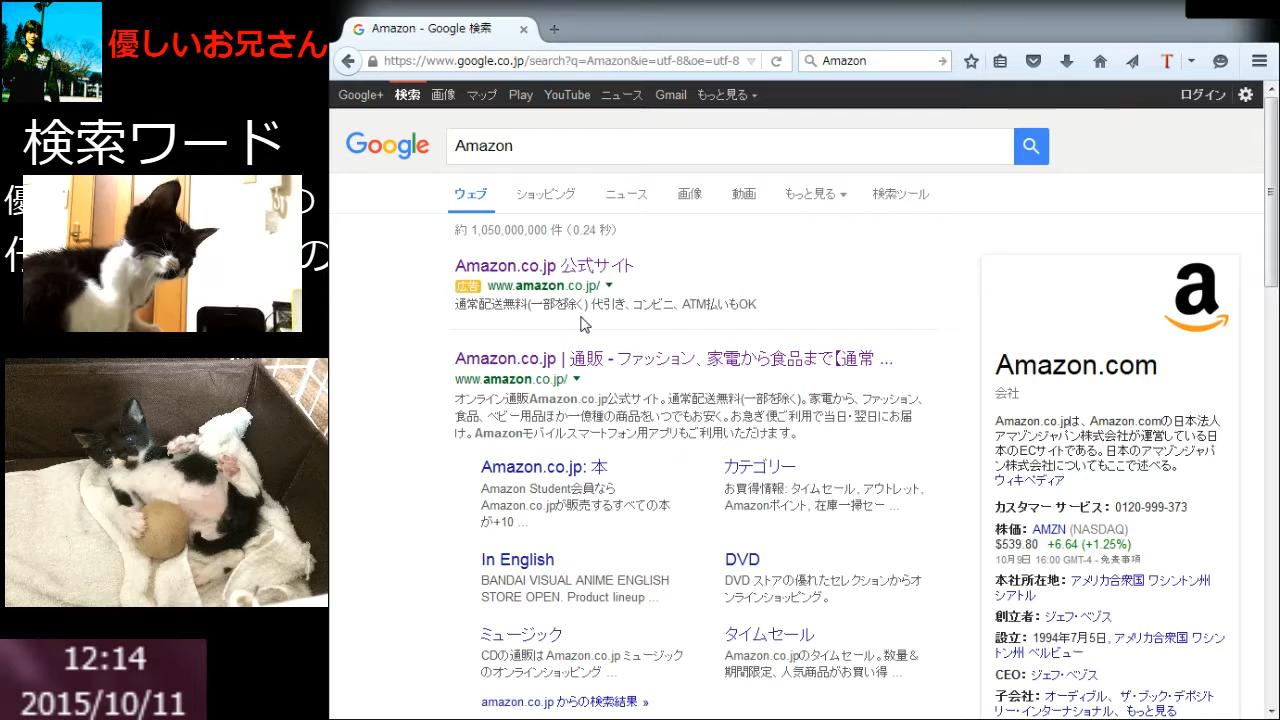 優しいお兄さん
検索ワード
優
つ
の
12:14
2015/10/11
Amazon - Google 検索
https://www.google.co.jp/search?q=Amazon&ie=utf-8&oe=utf-8
Amazon
Google+ 検索 画像 マップ Play YouTube ニュース Gmail もっと見る
ログイン
Google
Amazon
ウェブ ショッピング ニュース 画像 動画 もっと見る 検索ツール
約 1,050,000,000 件 (0.24 秒)
Amazon.co.jp 公式サイト
広告 www.amazon.co.jp/
通常配送無料(一部を除く) 代引き、コンビニ、ATM払いもOK
Amazon.co.jp | 通販 - ファッション、家電から食品まで【通常 ...
www.amazon.co.jp/
オンライン通販Amazon.co.jp公式サイト。通常配送無料(一部を除く)。家電から、ファッション、
食品、ベビー用品ほか一億種の商品をいつでもお安く。お急ぎ便ご利用で当日・翌日にお届
け。Amazonモバイルスマートフォン用アプリもご利用いただけます。
Amazon.co.jp: 本
Amazon Student会員なら
Amazon.co.jpが販売するすべての本
が+10 ...
カテゴリー
お買得情報: タイムセール, アウトレット,
Amazonポイント, 在庫一掃セー ...
In English
BANDAI VISUAL ANIME ENGLISH
STORE OPEN. Product lineup ...
DVD
DVD ストアの優れたセレクションからオ
ンラインショッピング。
ミュージック
CDの通販は Amazon.co.jp ミュージック
のオンラインショッピング ...
タイムセール
Amazon.co.jpのタイムセール。数量&
期間限定、人気商品がお買い得 ...
amazon.co.jp からの検索結果 »
a
Amazon.com
会社
Amazon.co.jpは、Amazon.comの日本法人
アマゾンジャパン株式会社が運営している日
本のECサイトである。日本のアマゾンジャパ
ン株式会社についてもここで述べる。
ウィキペディア
カスタマー サービス: 0120-999-373
株価: AMZN (NASDAQ)
$539.80 +6.64 (+1.25%)
10月9日 16:00 GMT-4 - 免責事項
本社所在地: アメリカ合衆国 ワシントン州
シアトル
創立者: ジェフ・ベゾス
設立: 1994年7月5日, アメリカ合衆国 ワシン
トン州 ベルビュー
CEO: ジェフ・ベゾス
子会社: オーディブル、 ザ・ブック・デポジト
リー・インターナショナル、 もっと見る